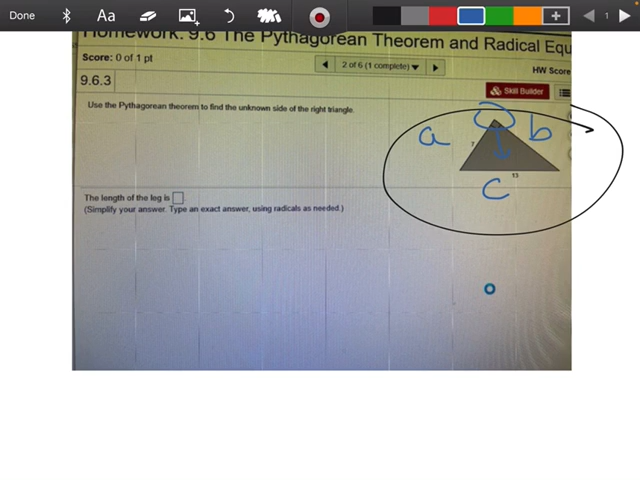 Done Aa 1
Homework: 9.6 The Pythagorean Theorem and Radical Equ
Score: 0 of 1 pt
2 of 6 (1 complete)
HW Score
9.6.3
Skill Builder
Use the Pythagorean theorem to find the unknown side of the right triangle.
a
b
7
13
c
The length of the leg is
(Simplify your answer. Type an exact answer, using radicals as needed.)